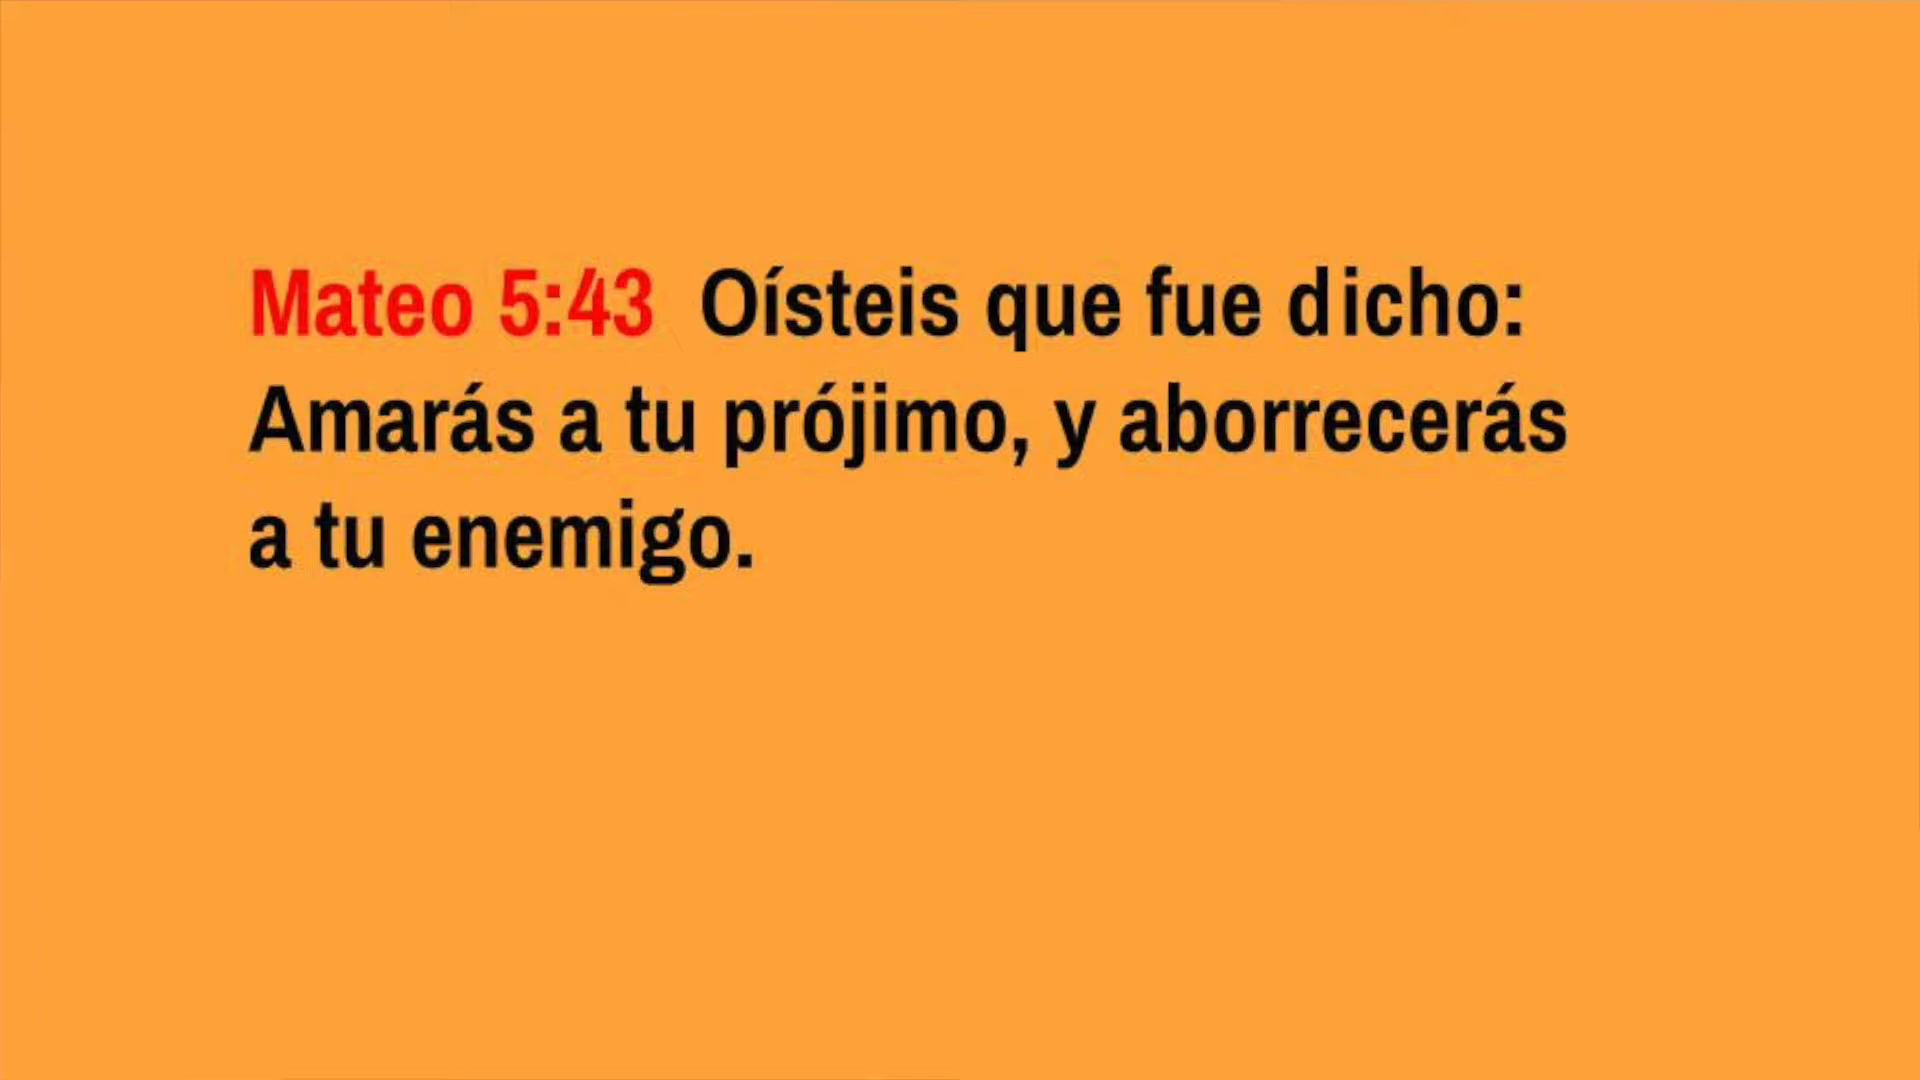 Mateo 5:43 Oísteis que fue dicho:
Amarás a tu prójimo, y aborrecerás
a tu enemigo.